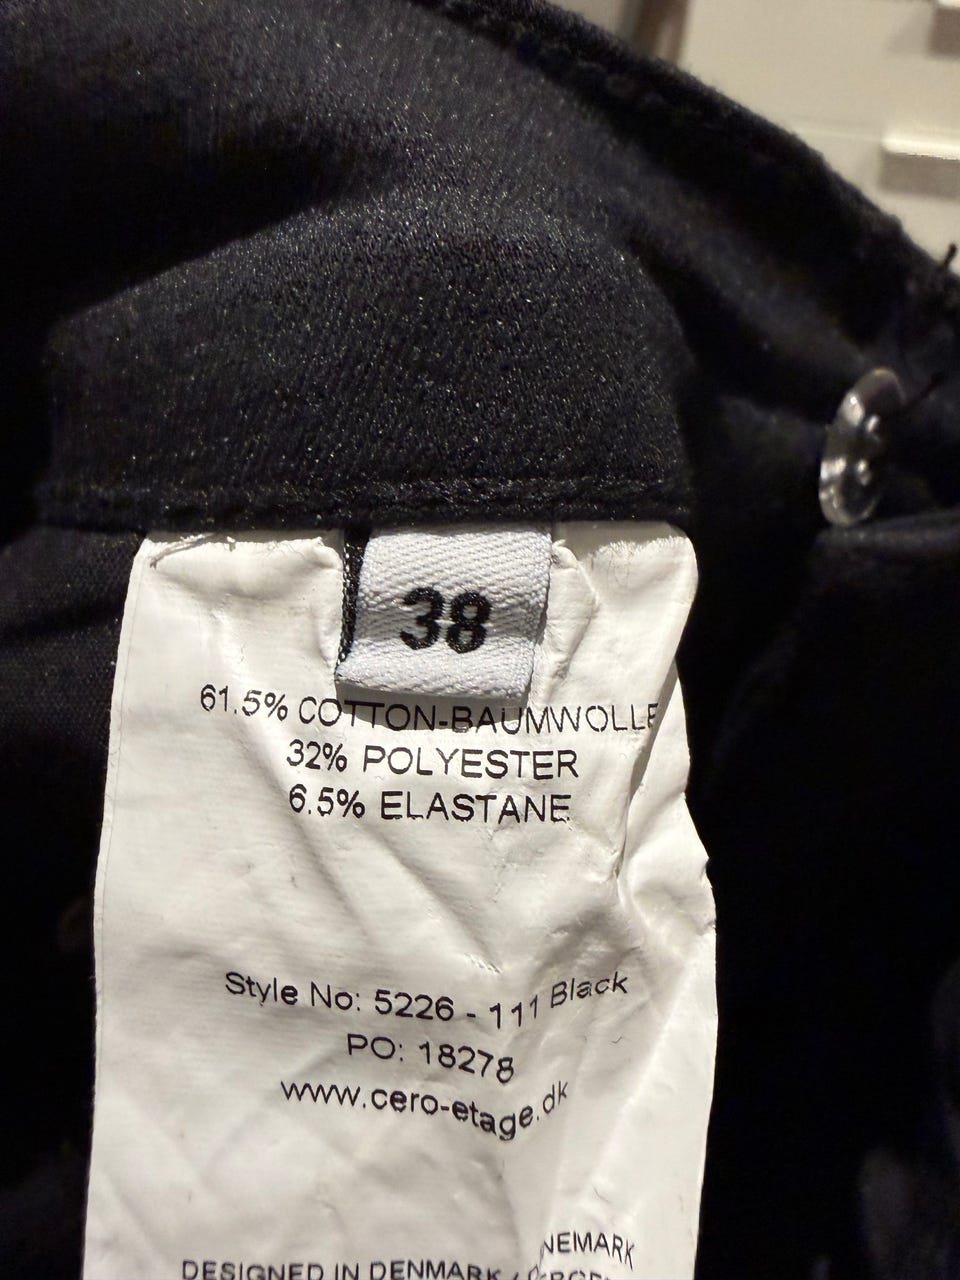 38
61.5% COTTON-BAUMWOLLE
32% POLYESTER
6.5% ELASTANE
Style No: 5226 - 111 Black
PO: 18278
www.cero-etage.dk
DESIGNED IN DENMARK /